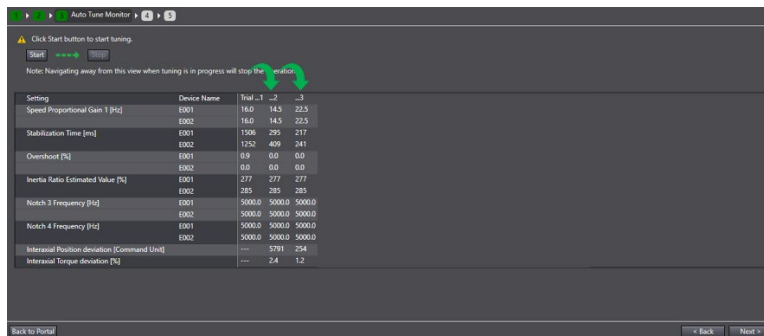 1 2 3 Auto Tune Monitor 4 5
Click Start button to start tuning.
Start Stop
Note: Navigating away from this view when tuning is in progress will stop the operation.
Setting Device Name Trial ...1 ...2 ...3
Speed Proportional Gain 1 [Hz] E001 16.0 14.5 22.5
E002 16.0 14.5 22.5
Stabilization Time [ms] E001 1506 295 217
E002 1252 409 241
Overshoot [%] E001 0.9 0.0 0.0
E002 0.0 0.0 0.0
Inertia Ratio Estimated Value [%] E001 277 277 277
E002 285 285 285
Notch 3 Frequency [Hz] E001 5000.0 5000.0 5000.0
E002 5000.0 5000.0 5000.0
Notch 4 Frequency [Hz] E001 5000.0 5000.0 5000.0
E002 5000.0 5000.0 5000.0
Interaxial Position deviation [Command Unit] --- 5791 254
Interaxial Torque deviation [%] --- 2.4 1.2
Back to Portal < Back Next >